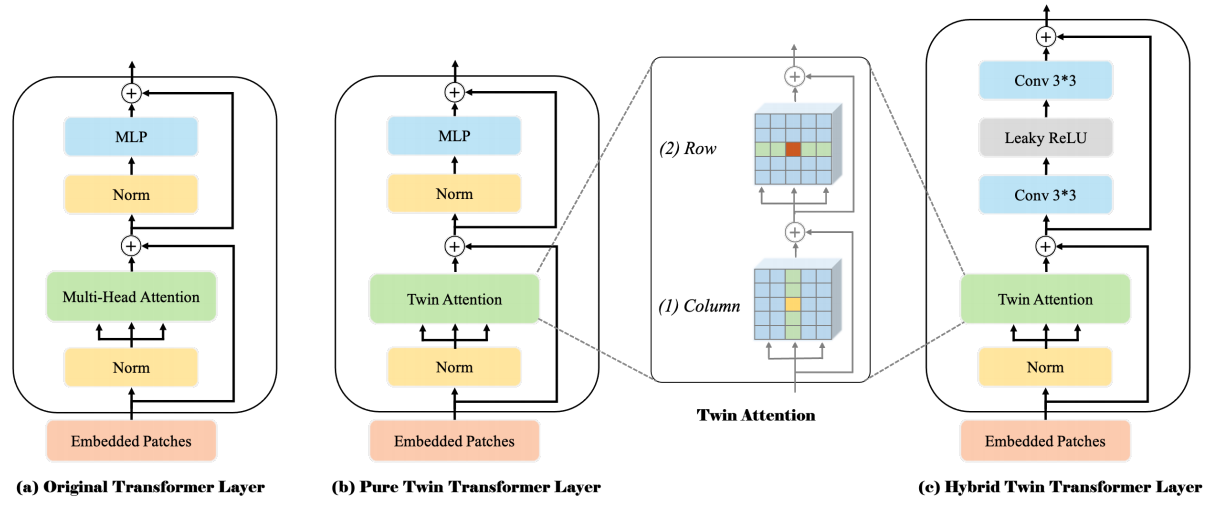 MLP
Norm
Multi-Head Attention
Norm
Embedded Patches
(a) Original Transformer Layer
MLP
Norm
Twin Attention
Norm
Embedded Patches
(b) Pure Twin Transformer Layer
(2) Row
(1) Column
Twin Attention
Conv 3*3
Leaky ReLU
Conv 3*3
Twin Attention
Norm
Embedded Patches
(c) Hybrid Twin Transformer Layer